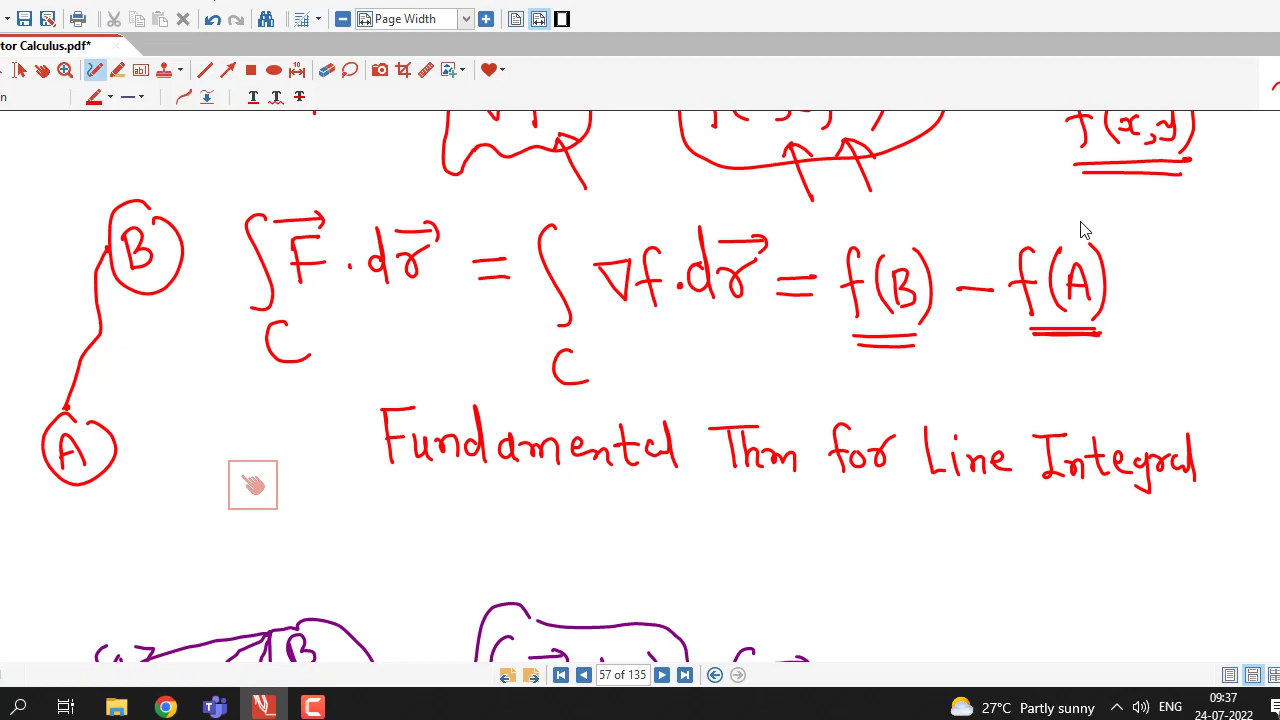 Page Width
tor Calculus.pdf*
n
f(x,y)
B
∫ F⃗ . dr⃗ = ∫ ∇f . dr⃗ = f(B) − f(A)
C C
A
Fundamental Thm for Line Integral
B
57 of 135
09:37
27°C Partly sunny ENG
24-07-2022